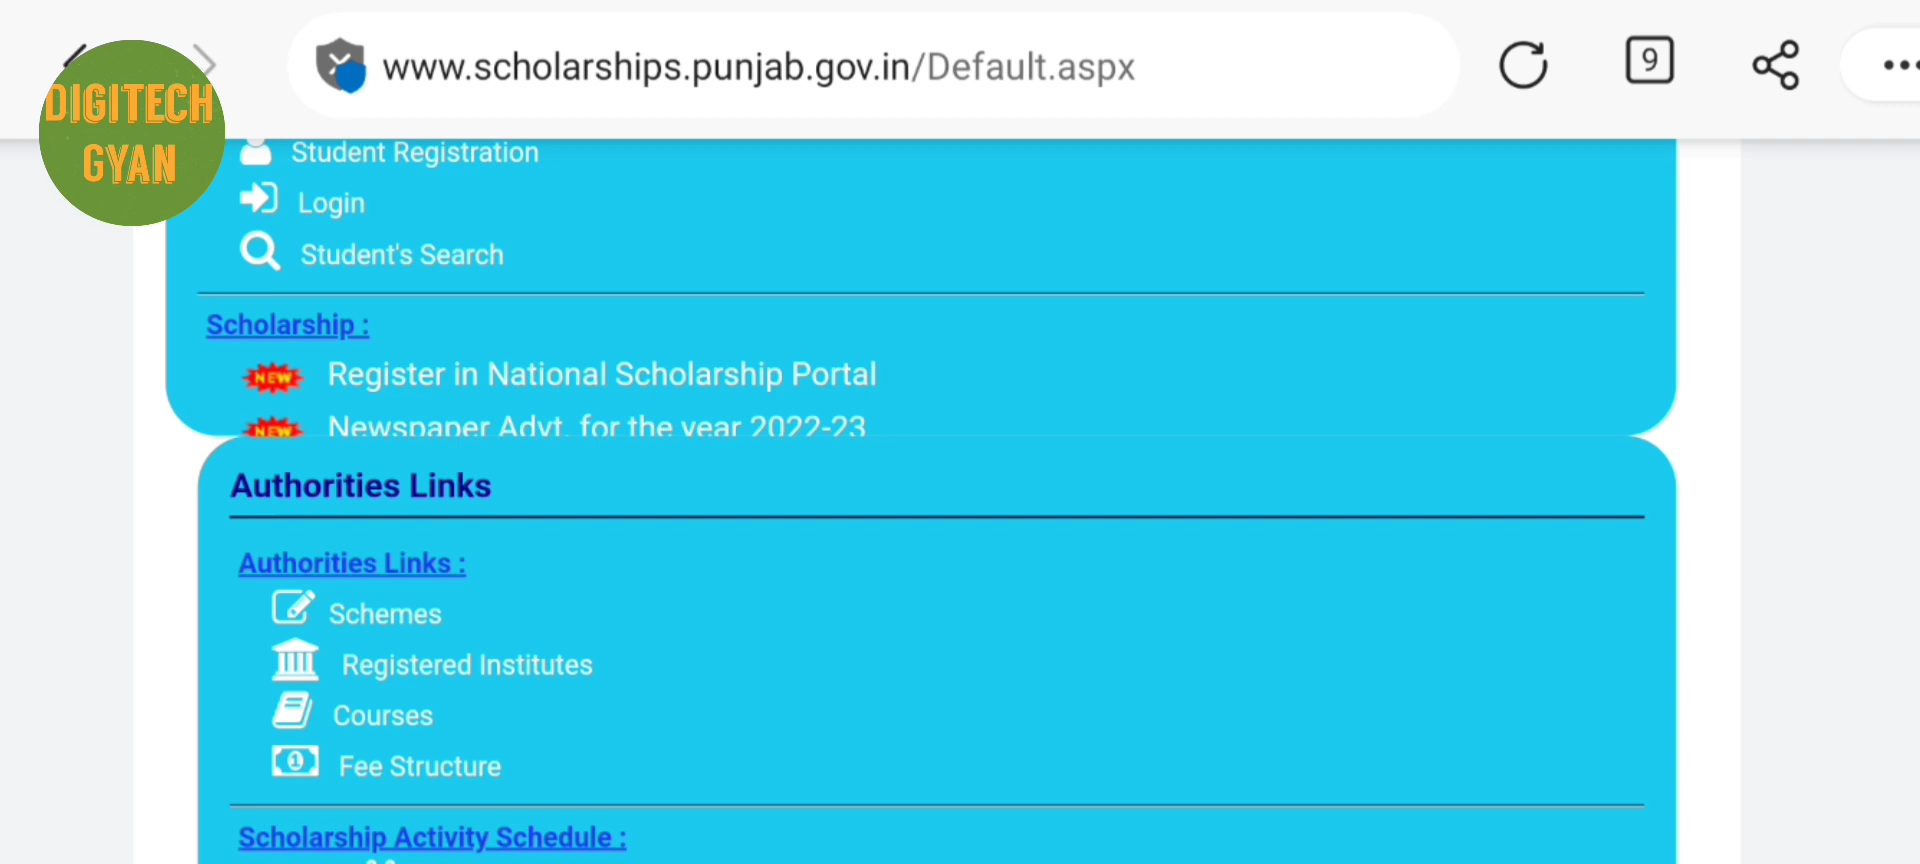 www.scholarships.punjab.gov.in/Default.aspx
9
DIGITECH
GYAN
Student Registration
Login
Student's Search
Scholarship :
NEW Register in National Scholarship Portal
NEW Newspaper Advt. for the year 2022-23
Authorities Links
Authorities Links :
Schemes
Registered Institutes
Courses
1 Fee Structure
Scholarship Activity Schedule :